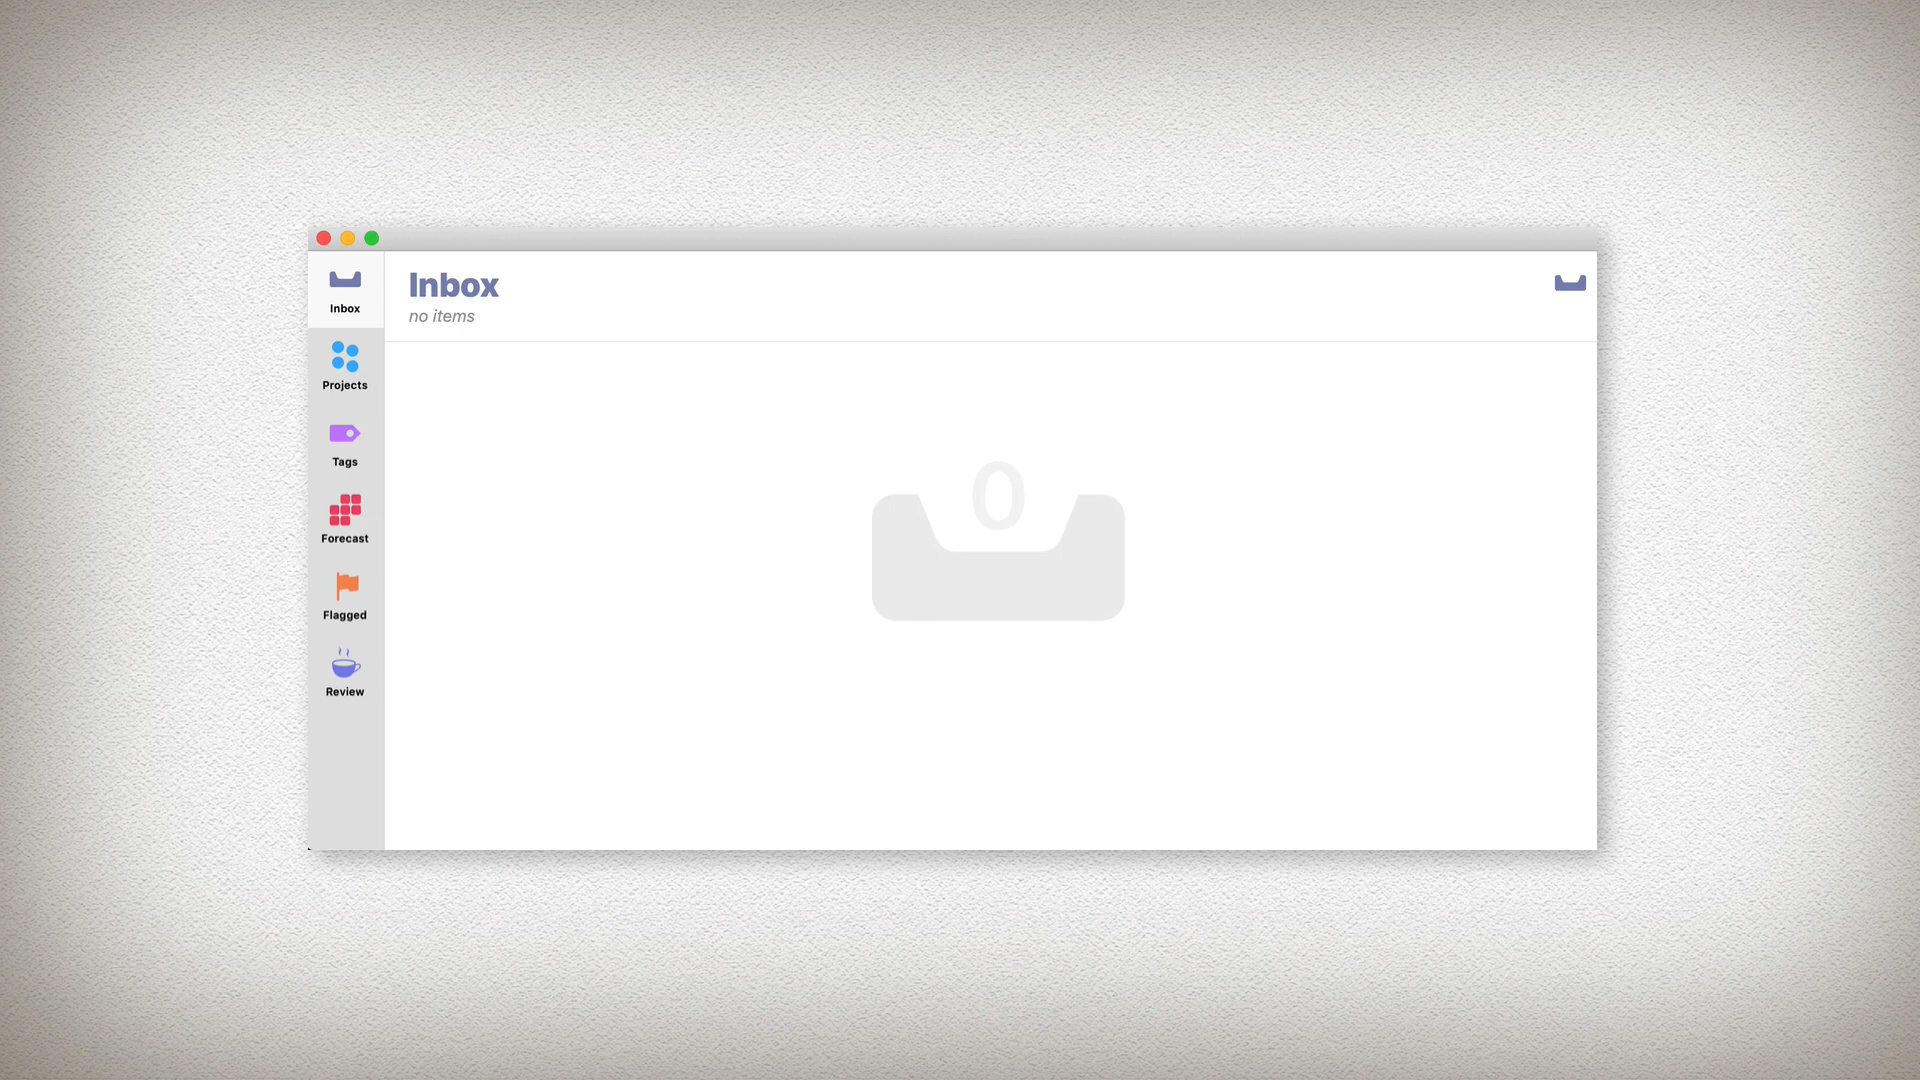 Inbox
Inbox
no items
Projects
Tags
Forecast
Flagged
Review
0